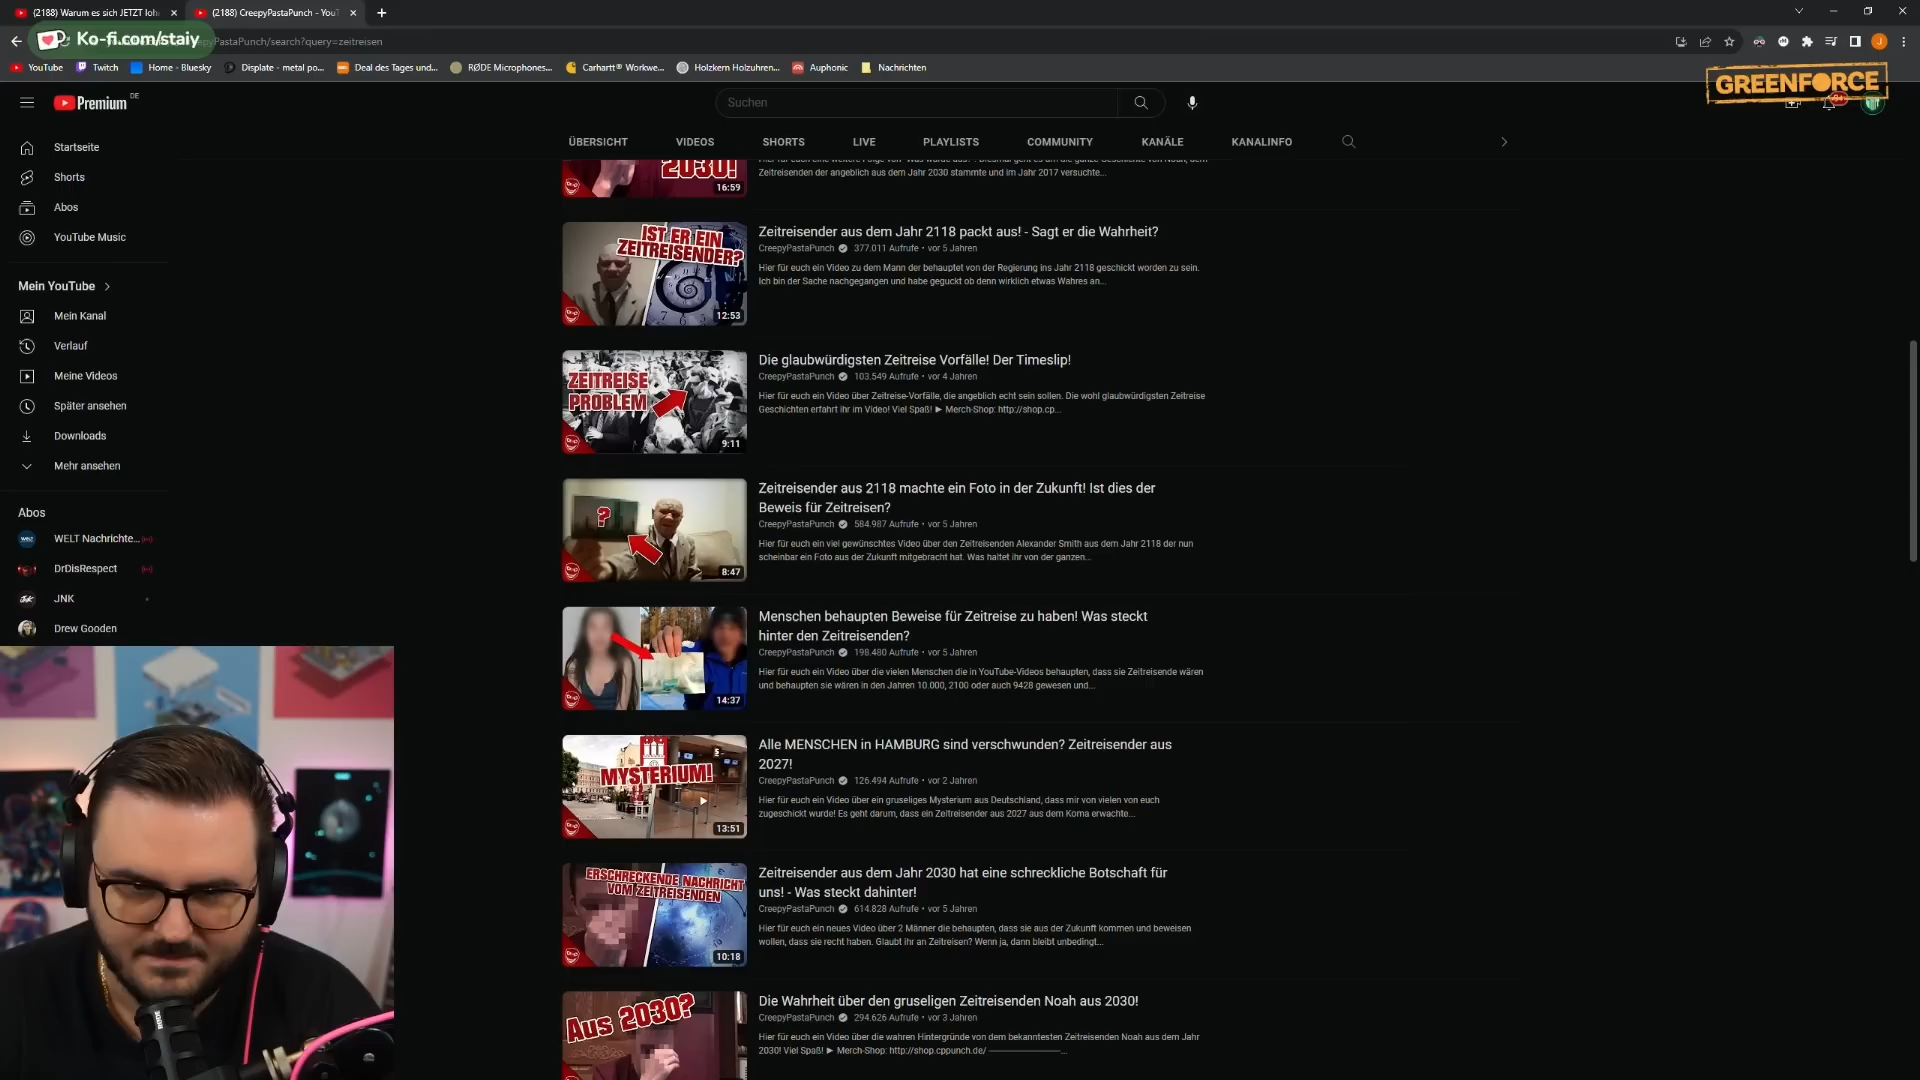 (2188) Warum es sich JETZT loh
(2188) CreepyPastaPunch - YouT
Ko-fi.com/staiy
pyPastaPunch/search?query=zeitreisen
YouTube
Twitch
Home - Bluesky
Displate - metal po...
Deal des Tages und...
RØDE Microphones...
Carhartt® Workwe...
Holzkern Holzuhren...
Auphonic
Nachrichten
GREENFORCE
Premium DE
Suchen
ÜBERSICHT
VIDEOS
SHORTS
LIVE
PLAYLISTS
COMMUNITY
KANÄLE
KANALINFO
Startseite
Shorts
Abos
YouTube Music
Mein YouTube
Mein Kanal
Verlauf
Meine Videos
Später ansehen
Downloads
Mehr ansehen
Abos
WELT Nachrichte...
DrDisRespect
JNK
Drew Gooden
2030!
16:59
Zeitreisenden der angeblich aus dem Jahr 2030 stammte und im Jahr 2017 versuchte...
IST ER EIN
ZEITREISENDER?
12:53
Zeitreisender aus dem Jahr 2118 packt aus! - Sagt er die Wahrheit?
CreepyPastaPunch 377.011 Aufrufe • vor 5 Jahren
Hier für euch ein Video zu dem Mann der behauptet von der Regierung ins Jahr 2118 geschickt worden zu sein.
Ich bin der Sache nachgegangen und habe geguckt ob denn wirklich etwas Wahres an...
ZEITREISE
PROBLEM
9:11
Die glaubwürdigsten Zeitreise Vorfälle! Der Timeslip!
CreepyPastaPunch 103.549 Aufrufe • vor 4 Jahren
Hier für euch ein Video über Zeitreise-Vorfälle, die angeblich echt sein sollen. Die wohl glaubwürdigsten Zeitreise
Geschichten erfahrt ihr im Video! Viel Spaß! ► Merch-Shop: http://shop.cp...
?
8:47
Zeitreisender aus 2118 machte ein Foto in der Zukunft! Ist dies der
Beweis für Zeitreisen?
CreepyPastaPunch 584.987 Aufrufe • vor 5 Jahren
Hier für euch ein viel gewünschtes Video über den Zeitreisenden Alexander Smith aus dem Jahr 2118 der nun
scheinbar ein Foto aus der Zukunft mitgebracht hat. Was haltet ihr von der ganzen...
14:37
Menschen behaupten Beweise für Zeitreise zu haben! Was steckt
hinter den Zeitreisenden?
CreepyPastaPunch 198.480 Aufrufe • vor 5 Jahren
Hier für euch ein Video über die vielen Menschen die in YouTube-Videos behaupten, dass sie Zeitreisende wären
und behaupten sie wären in den Jahren 10.000, 2100 oder auch 9428 gewesen und...
MYSTERIUM!
13:51
Alle MENSCHEN in HAMBURG sind verschwunden? Zeitreisender aus
2027!
CreepyPastaPunch 126.494 Aufrufe • vor 2 Jahren
Hier für euch ein Video über ein gruseliges Mysterium aus Deutschland, dass mir von vielen von euch
zugeschickt wurde! Es geht darum, dass ein Zeitreisender aus 2027 aus dem Koma erwachte...
ERSCHRECKENDE NACHRICHT
VOM ZEITREISENDEN
10:18
Zeitreisender aus dem Jahr 2030 hat eine schreckliche Botschaft für
uns! - Was steckt dahinter!
CreepyPastaPunch 614.828 Aufrufe • vor 5 Jahren
Hier für euch ein neues Video über 2 Männer die behaupten, dass sie aus der Zukunft kommen und beweisen
wollen, dass sie recht haben. Glaubt ihr an Zeitreisen? Wenn ja, dann bleibt unbedingt...
Aus 2030?
Die Wahrheit über den gruseligen Zeitreisenden Noah aus 2030!
CreepyPastaPunch 294.626 Aufrufe • vor 3 Jahren
Hier für euch ein Video über die wahren Hintergründe von dem bekanntesten Zeitreisenden Noah aus dem Jahr
2030! Viel Spaß! ► Merch-Shop: http://shop.cppunch.de/ ————————...
RØDE